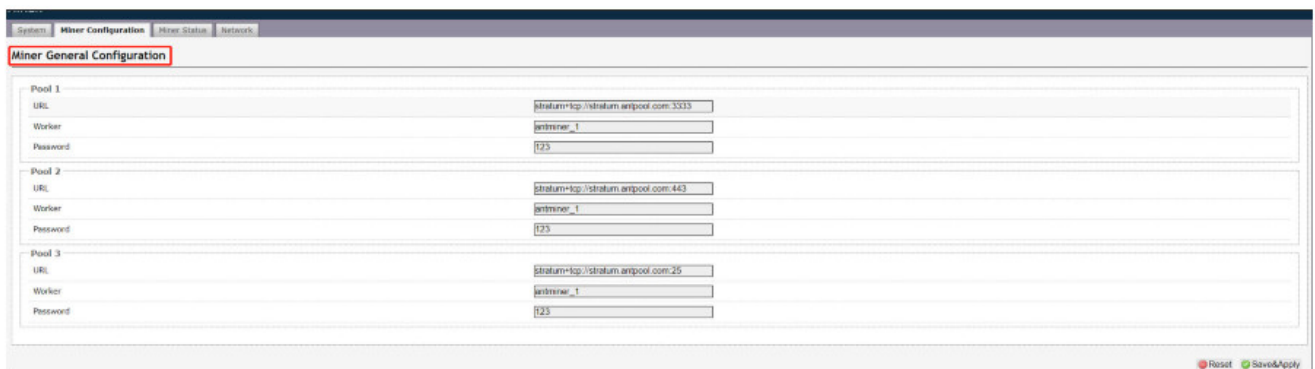 System Miner Configuration Miner Status Network
Miner General Configuration
Pool 1
URL stratum+tcp://stratum.antpool.com:3333
Worker antminer_1
Password 123
Pool 2
URL stratum+tcp://stratum.antpool.com:443
Worker antminer_1
Password 123
Pool 3
URL stratum+tcp://stratum.antpool.com:25
Worker antminer_1
Password 123
Reset Save&Apply